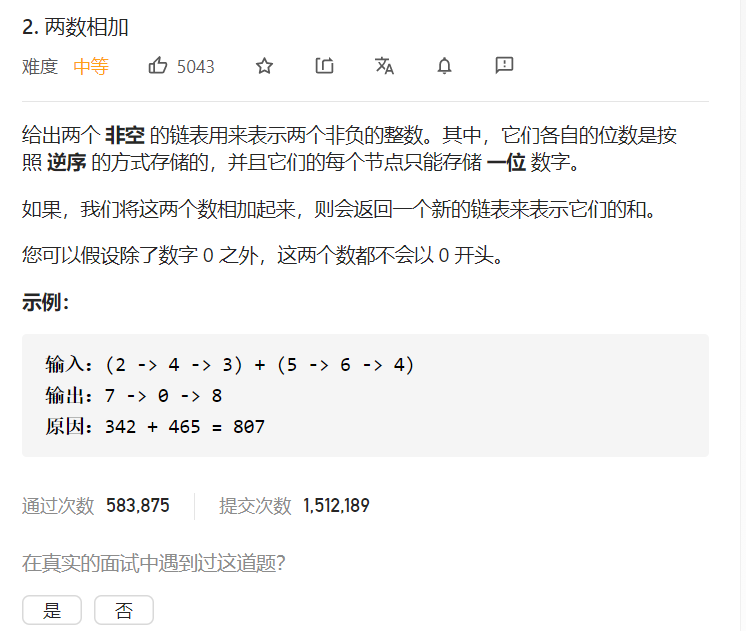 2. 两数相加
难度 中等 5043
给出两个 非空 的链表用来表示两个非负的整数。其中，它们各自的位数是按
照 逆序 的方式存储的，并且它们的每个节点只能存储 一位 数字。
如果，我们将这两个数相加起来，则会返回一个新的链表来表示它们的和。
您可以假设除了数字 0 之外，这两个数都不会以 0 开头。
示例：
输入：(2 -> 4 -> 3) + (5 -> 6 -> 4)
输出：7 -> 0 -> 8
原因：342 + 465 = 807
通过次数 583,875 提交次数 1,512,189
在真实的面试中遇到过这道题？
是 否